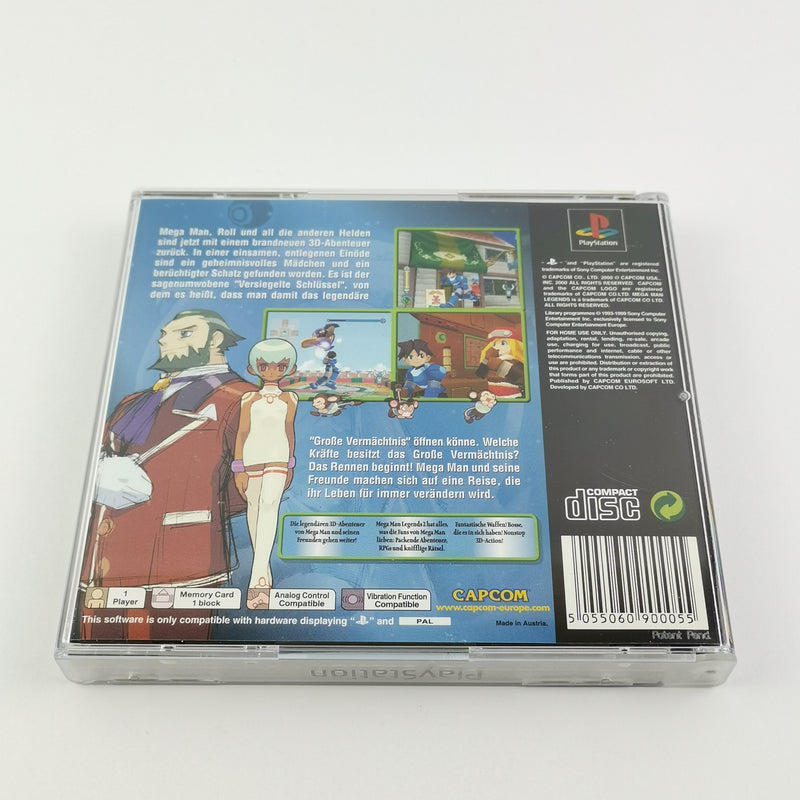 Mega Man, Roll und all die anderen Helden
sind jetzt mit einem brandneuen 3D-Abenteuer
zurück. In einer einsamen, entlegenen Einöde
sind ein geheimnisvolles Mädchen und ein
berüchtigter Schatz gefunden worden. Es ist der
sagenumwobene "Versiegelte Schlüssel", von
dem es heißt, dass man damit das legendäre
"Große Vermächtnis" öffnen könne. Welche
Kräfte besitzt das Große Vermächtnis?
Das Rennen beginnt! Mega Man und seine
Freunde machen sich auf eine Reise, die
ihr Leben für immer verändern wird.
Die legendären 3D-Abenteuer
von Mega Man und seinen
Freunden gehen weiter!
Mega Man Legends 2 hat alles,
was die Fans von Mega Man
lieben: Packende Abenteuer,
RPGs und knifflige Rätsel.
Fantastische Waffen! Bosse,
die es in sich haben! Nonstop
3D-Action!
1
Player
Memory Card
1 block
Analog Control
Compatible
Vibration Function
Compatible
CAPCOM
www.capcom-europe.com
This software is only compatible with hardware displaying "PS" and PAL
Made in Austria.
PlayStation
"PS" and "PlayStation" are registered
trademarks of Sony Computer Entertainment Inc.
© CAPCOM CO., LTD. 2000 © CAPCOM USA,
INC. 2000 ALL RIGHTS RESERVED. CAPCOM
and the CAPCOM LOGO are registered
trademarks of CAPCOM CO LTD. MEGA MAN
LEGENDS is a trademark of CAPCOM CO LTD.
ALL RIGHTS RESERVED.
Library programmes © 1993-1999 Sony Computer
Entertainment Inc. exclusively licensed to Sony
Computer Entertainment Europe.
FOR HOME USE ONLY. Unauthorised copying,
adaptation, rental, lending, re-sale, arcade
use, charging for use, broadcast, public
performance and internet, cable or other
telecommunications transmission, access or
use are prohibited. Distribution or extraction of
this product or any trademark or copyright work
that forms part of this product are prohibited.
Published by CAPCOM EUROSOFT LTD.
Developed by CAPCOM CO LTD.
COMPACT
disc
5 055060 900055
Patent Pend.
PlayStation